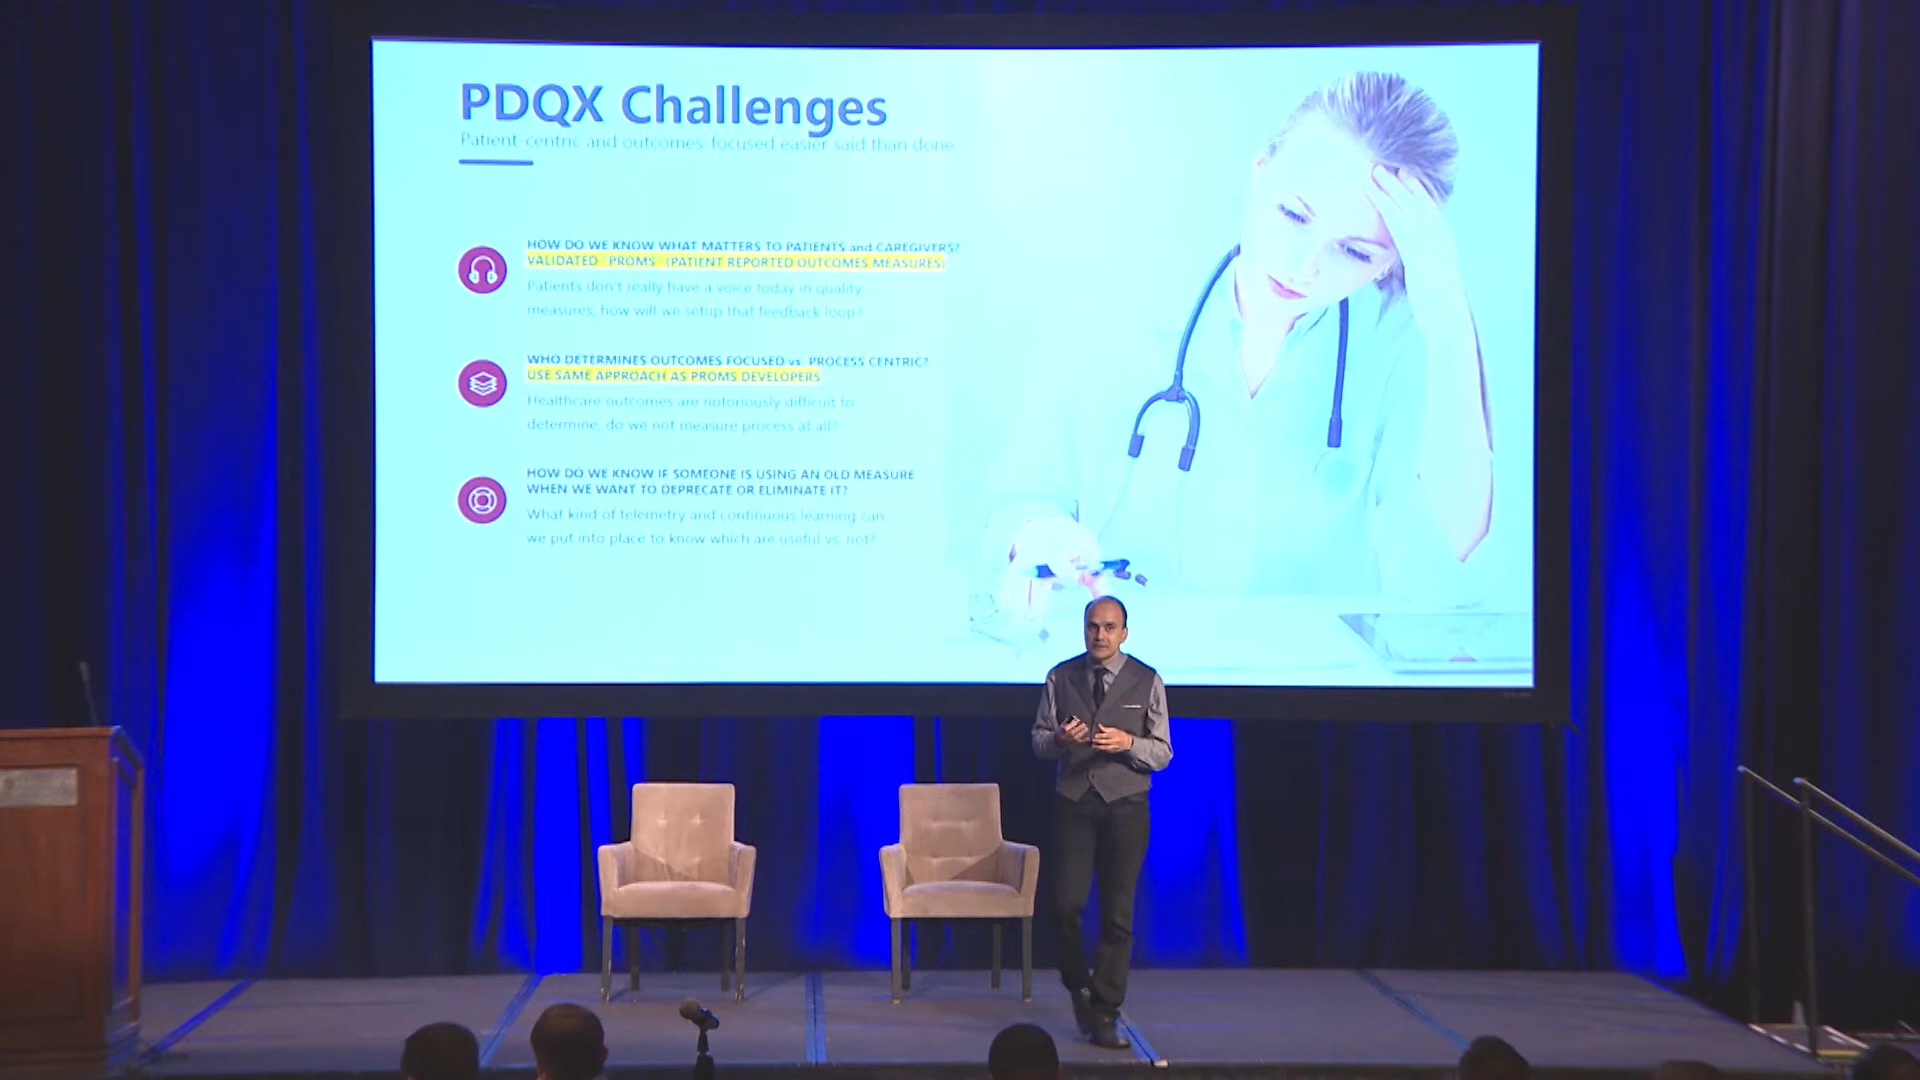 PDQX Challenges
Patient-centric and outcomes-focused easier said than done
HOW DO WE KNOW WHAT MATTERS TO PATIENTS and CAREGIVERS?
VALIDATED "PROMS" (PATIENT REPORTED OUTCOMES MEASURES)
Patients don't really have a voice today in quality
measures, how will we setup that feedback loop?
WHO DETERMINES OUTCOMES FOCUSED vs. PROCESS CENTRIC?
USE SAME APPROACH AS PROMS DEVELOPERS
Healthcare outcomes are notoriously difficult to
determine, do we not measure process at all?
HOW DO WE KNOW IF SOMEONE IS USING AN OLD MEASURE
WHEN WE WANT TO DEPRECATE OR ELIMINATE IT?
What kind of telemetry and continuous learning can
we put into place to know which are useful vs. not?